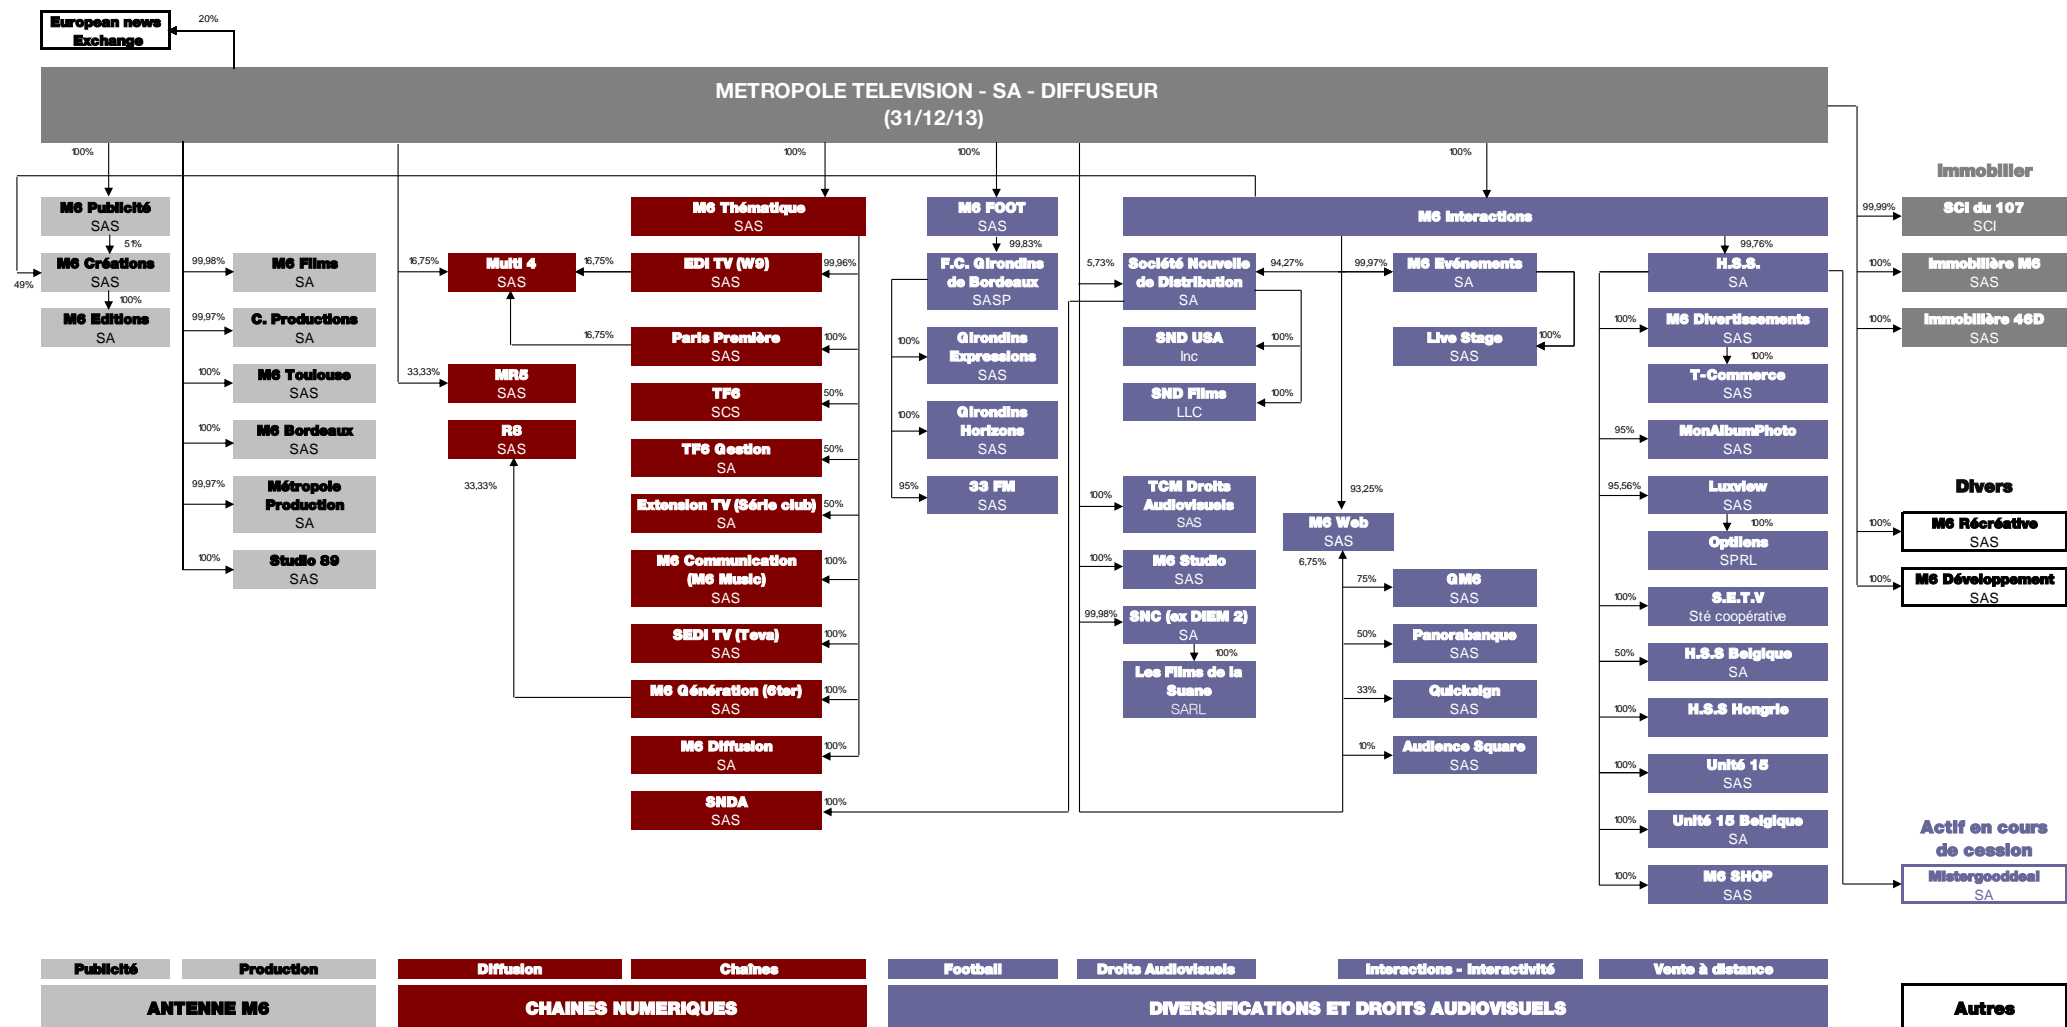 European news
Exchange
20%
METROPOLE TELEVISION - SA - DIFFUSEUR
(31/12/13)
100%
100%
100%
100%
M6 Publicité
SAS
51%
M6 Créations
SAS
49%
100%
M6 Editions
SA
99,98%
M6 Films
SA
99,97%
C. Productions
SA
100%
M6 Toulouse
SAS
100%
M6 Bordeaux
SAS
99,97%
Métropole
Production
SA
100%
Studio 89
SAS
16,75%
Multi 4
SAS
16,75%
16,75%
33,33%
MR5
SAS
R8
SAS
33,33%
M6 Thématique
SAS
EDI TV (W9)
SAS
99,96%
Paris Première
SAS
100%
TF6
SCS
50%
TF6 Gestion
SA
50%
Extension TV (Série club)
SA
50%
M6 Communication
(M6 Music)
SAS
100%
SEDI TV (Teva)
SAS
100%
M6 Génération (6ter)
SAS
100%
M6 Diffusion
SA
100%
SNDA
SAS
100%
M6 FOOT
SAS
99,83%
F.C. Girondins
de Bordeaux
SASP
100%
Girondins
Expressions
SAS
100%
Girondins
Horizons
SAS
95%
33 FM
SAS
M6 Interactions
5,73%
Société Nouvelle
de Distribution
SA
94,27%
SND USA
Inc
100%
SND Films
LLC
100%
100%
TCM Droits
Audiovisuels
SAS
100%
M6 Studio
SAS
99,98%
SNC (ex DIEM 2)
SA
100%
Les Films de la
Suane
SARL
99,97%
M6 Evénements
SA
Live Stage
SAS
100%
93,25%
M6 Web
SAS
6,75%
75%
GM6
SAS
50%
Panorabanque
SAS
33%
Quicksign
SAS
10%
Audience Square
SAS
99,76%
H.S.S.
SA
100%
M6 Divertissements
SAS
100%
T-Commerce
SAS
95%
MonAlbumPhoto
SAS
95,56%
Luxview
SAS
100%
Optilens
SPRL
100%
S.E.T.V
Sté coopérative
50%
H.S.S Belgique
SA
100%
H.S.S Hongrie
100%
Unité 15
SAS
100%
Unité 15 Belgique
SA
100%
M6 SHOP
SAS
Immobilier
99,99%
SCI du 107
SCI
100%
Immobilière M6
SAS
100%
Immobilière 46D
SAS
Divers
100%
M6 Récréative
SAS
100%
M6 Développement
SAS
Actif en cours
de cession
Mistergooddeal
SA
Publicité
Production
Diffusion
Chaînes
Football
Droits Audiovisuels
Interactions - Interactivité
Vente à distance
ANTENNE M6
CHAINES NUMERIQUES
DIVERSIFICATIONS ET DROITS AUDIOVISUELS
Autres